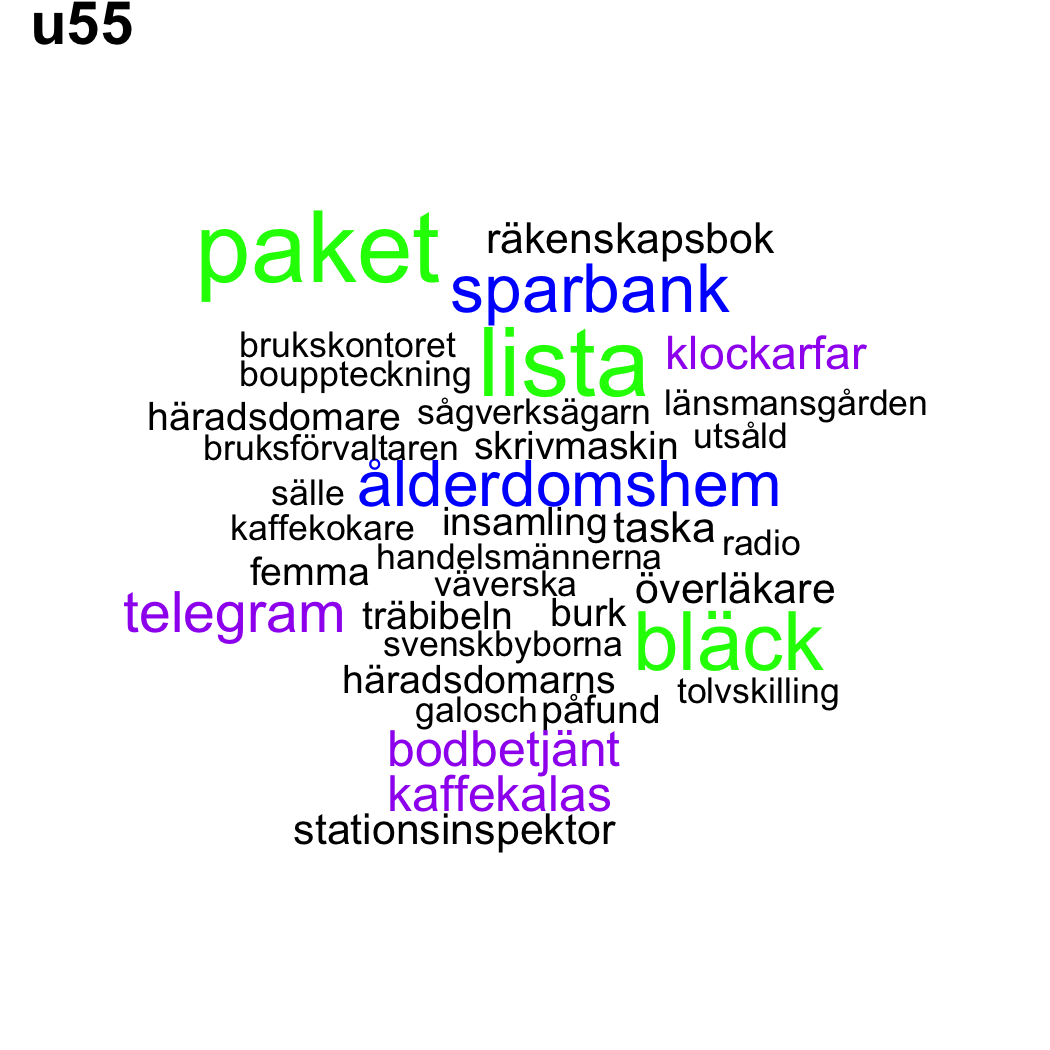 u55
paket räkenskapsbok
sparbank
brukskontoret lista klockarfar
bouppteckning
häradsdomare sågverksägarn länsmansgården
bruksförvaltaren skrivmaskin utsåld
sälle ålderdomshem
kaffekokare insamling taska radio
femma handelsmännerna
väverska överläkare
telegram träbibeln burk bläck
svenskbyborna
häradsdomarns tolvskilling
galosch påfund
bodbetjänt
kaffekalas
stationsinspektor